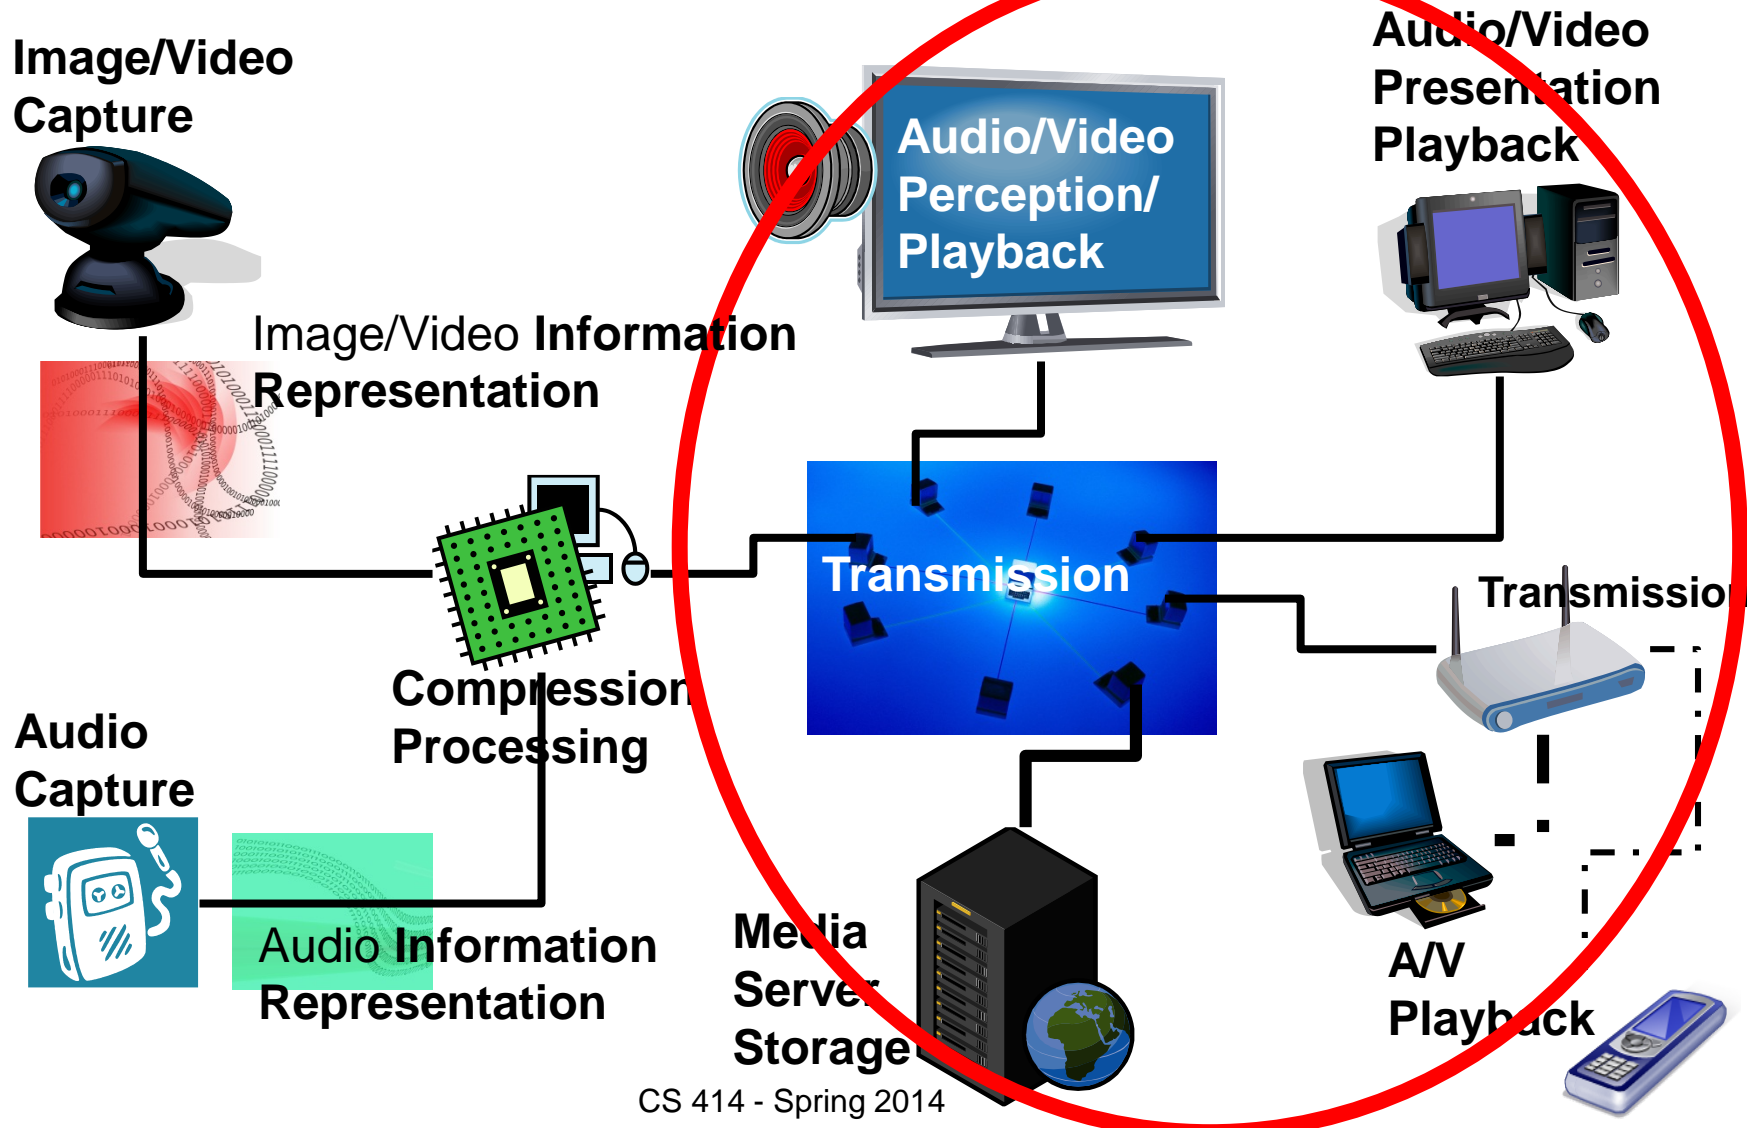 Image/Video
Capture
Audio/Video
Perception/
Playback
Audio/Video
Presentation
Playback
Image/Video Information
Representation
Transmission
Transmission
Compression
Processing
Audio
Capture
Audio Information
Representation
Media
Server
Storage
A/V
Playback
CS 414 - Spring 2014